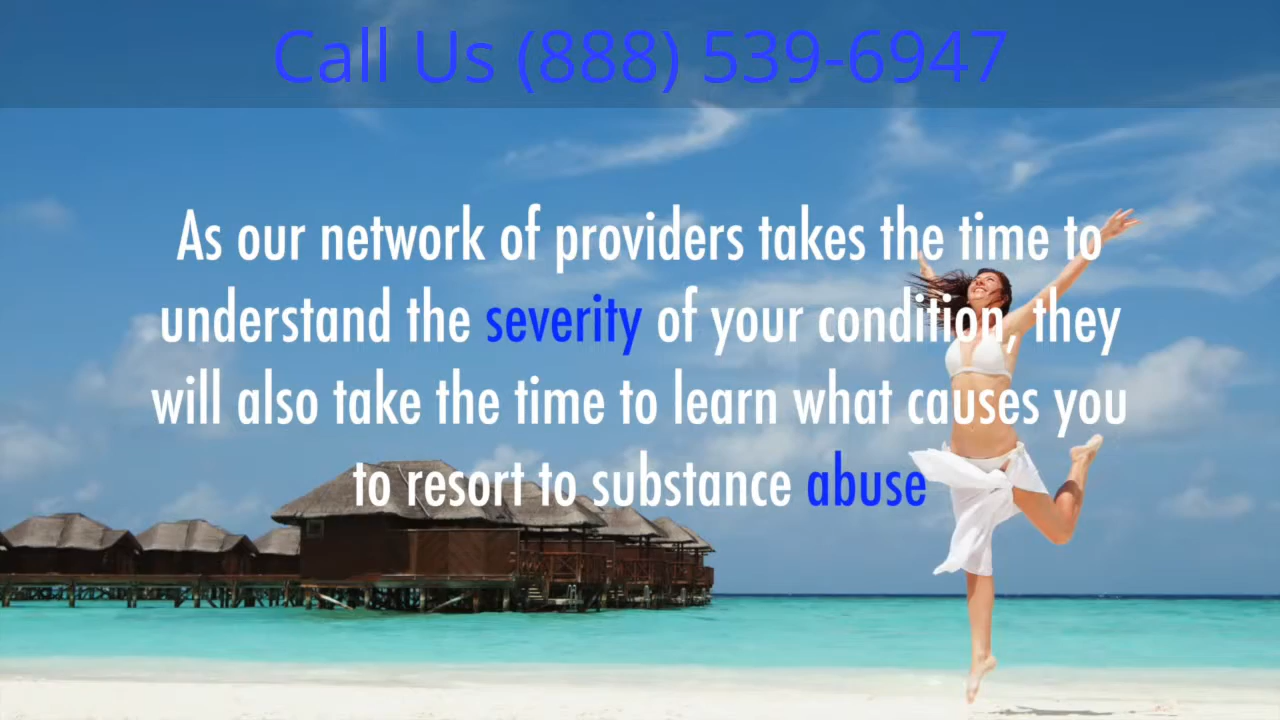 Call Us (888) 539-6947
As our network of providers takes the time to
understand the severity of your condition, they
will also take the time to learn what causes you
to resort to substance abuse